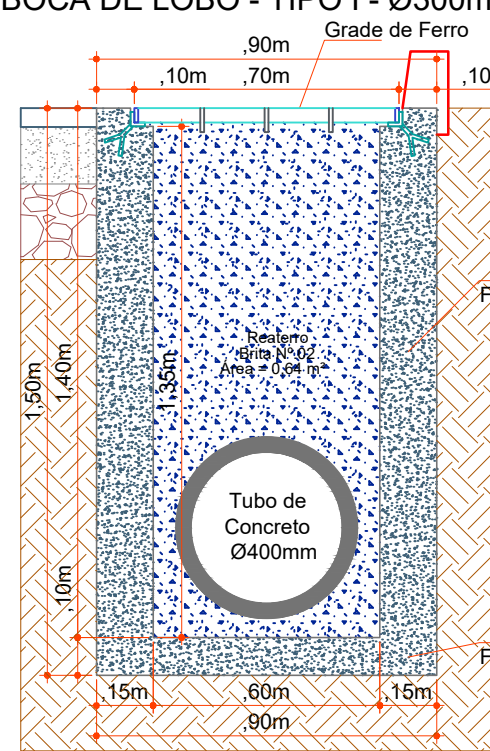 BOCA DE LOBO - TIPO I - Ø300m
Grade de Ferro
,90m
,10m ,70m ,10
Reaterro
Brita Nº 02
Área = 0,64 m²
1,50m
1,40m
1,35m
Tubo de
Concreto
Ø400mm
,10m
F
F
,15m ,60m ,15m
,90m